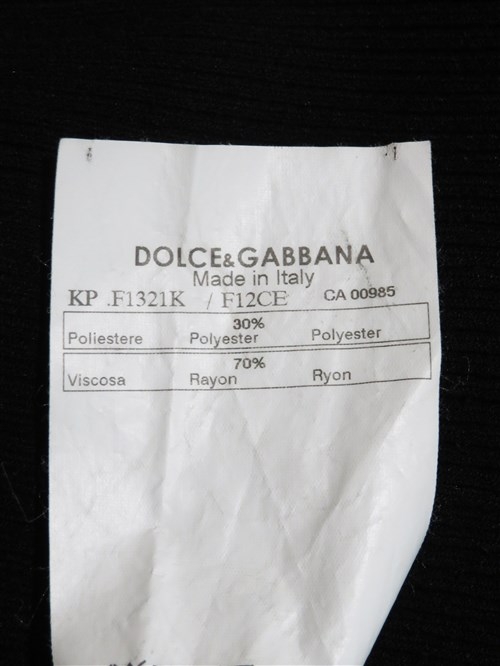 DOLCE&GABBANA
Made in Italy
KP .F1321K / F12CE CA 00985
30%
Poliestere Polyester Polyester
70%
Viscosa Rayon Ryon